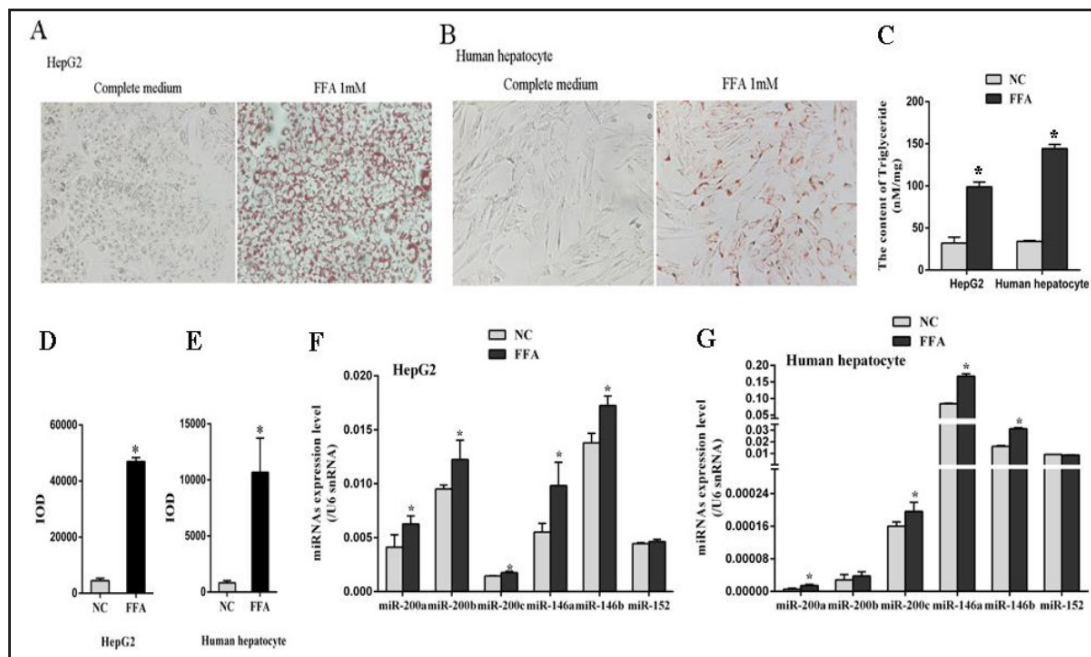 A
HepG2
Complete medium
FFA 1mM
B
Human hepatocyte
Complete medium
FFA 1mM
C
NC
FFA
The content of Triglyceride
(nM/mg)
200
150
100
50
0
*
*
HepG2
Human hepatocyte
D
IOD
60000
40000
20000
0
*
NC
FFA
HepG2
E
IOD
15000
10000
5000
0
*
NC
FFA
Human hepatocyte
F
NC
FFA
HepG2
miRNAs expression level
(/U6 snRNA)
0.020
0.015
0.010
0.005
0.000
*
*
*
*
*
miR-200a
miR-200b
miR-200c
miR-146a
miR-146b
miR-152
G
NC
FFA
Human hepatocyte
miRNAs expression level
(/U6 snRNA)
0.20
0.15
0.10
0.05
0.03
0.01
0.00024
0.00016
0.00008
0.00000
*
*
*
*
miR-200a
miR-200b
miR-200c
miR-146a
miR-146b
miR-152